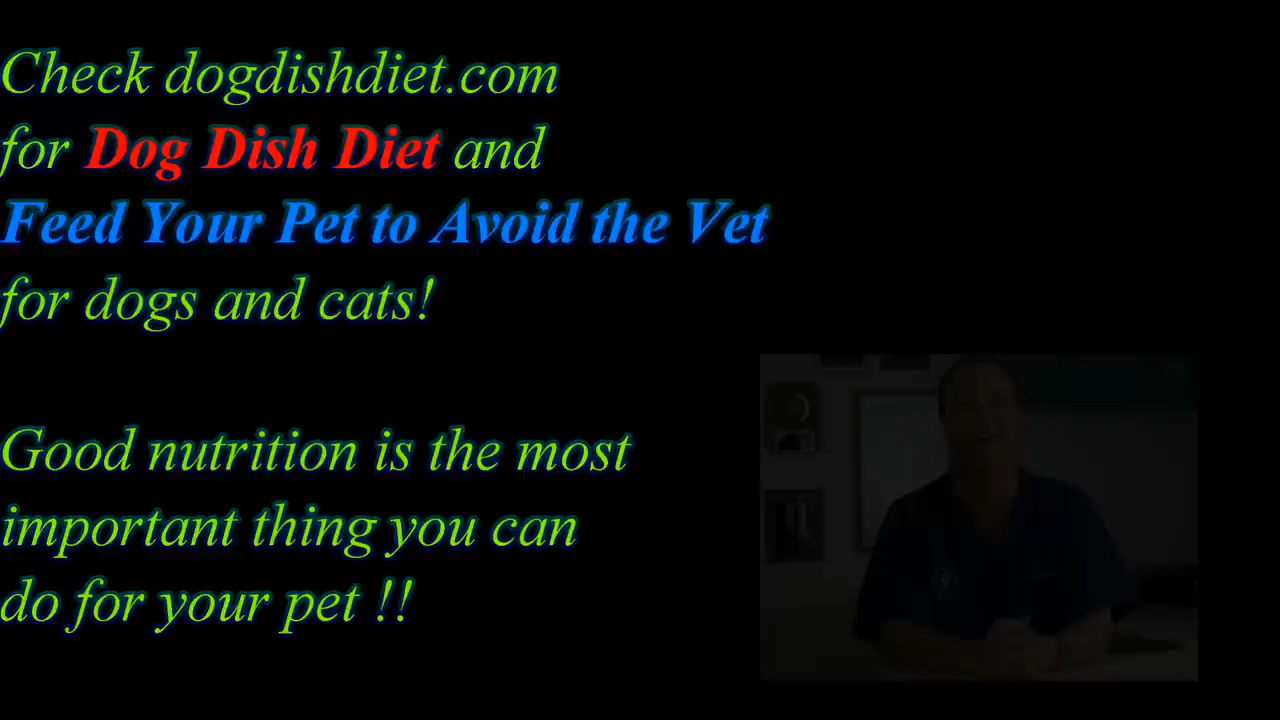 Check dogdishdiet.com
for Dog Dish Diet and
Feed Your Pet to Avoid the Vet
for dogs and cats!
Good nutrition is the most
important thing you can
do for your pet !!